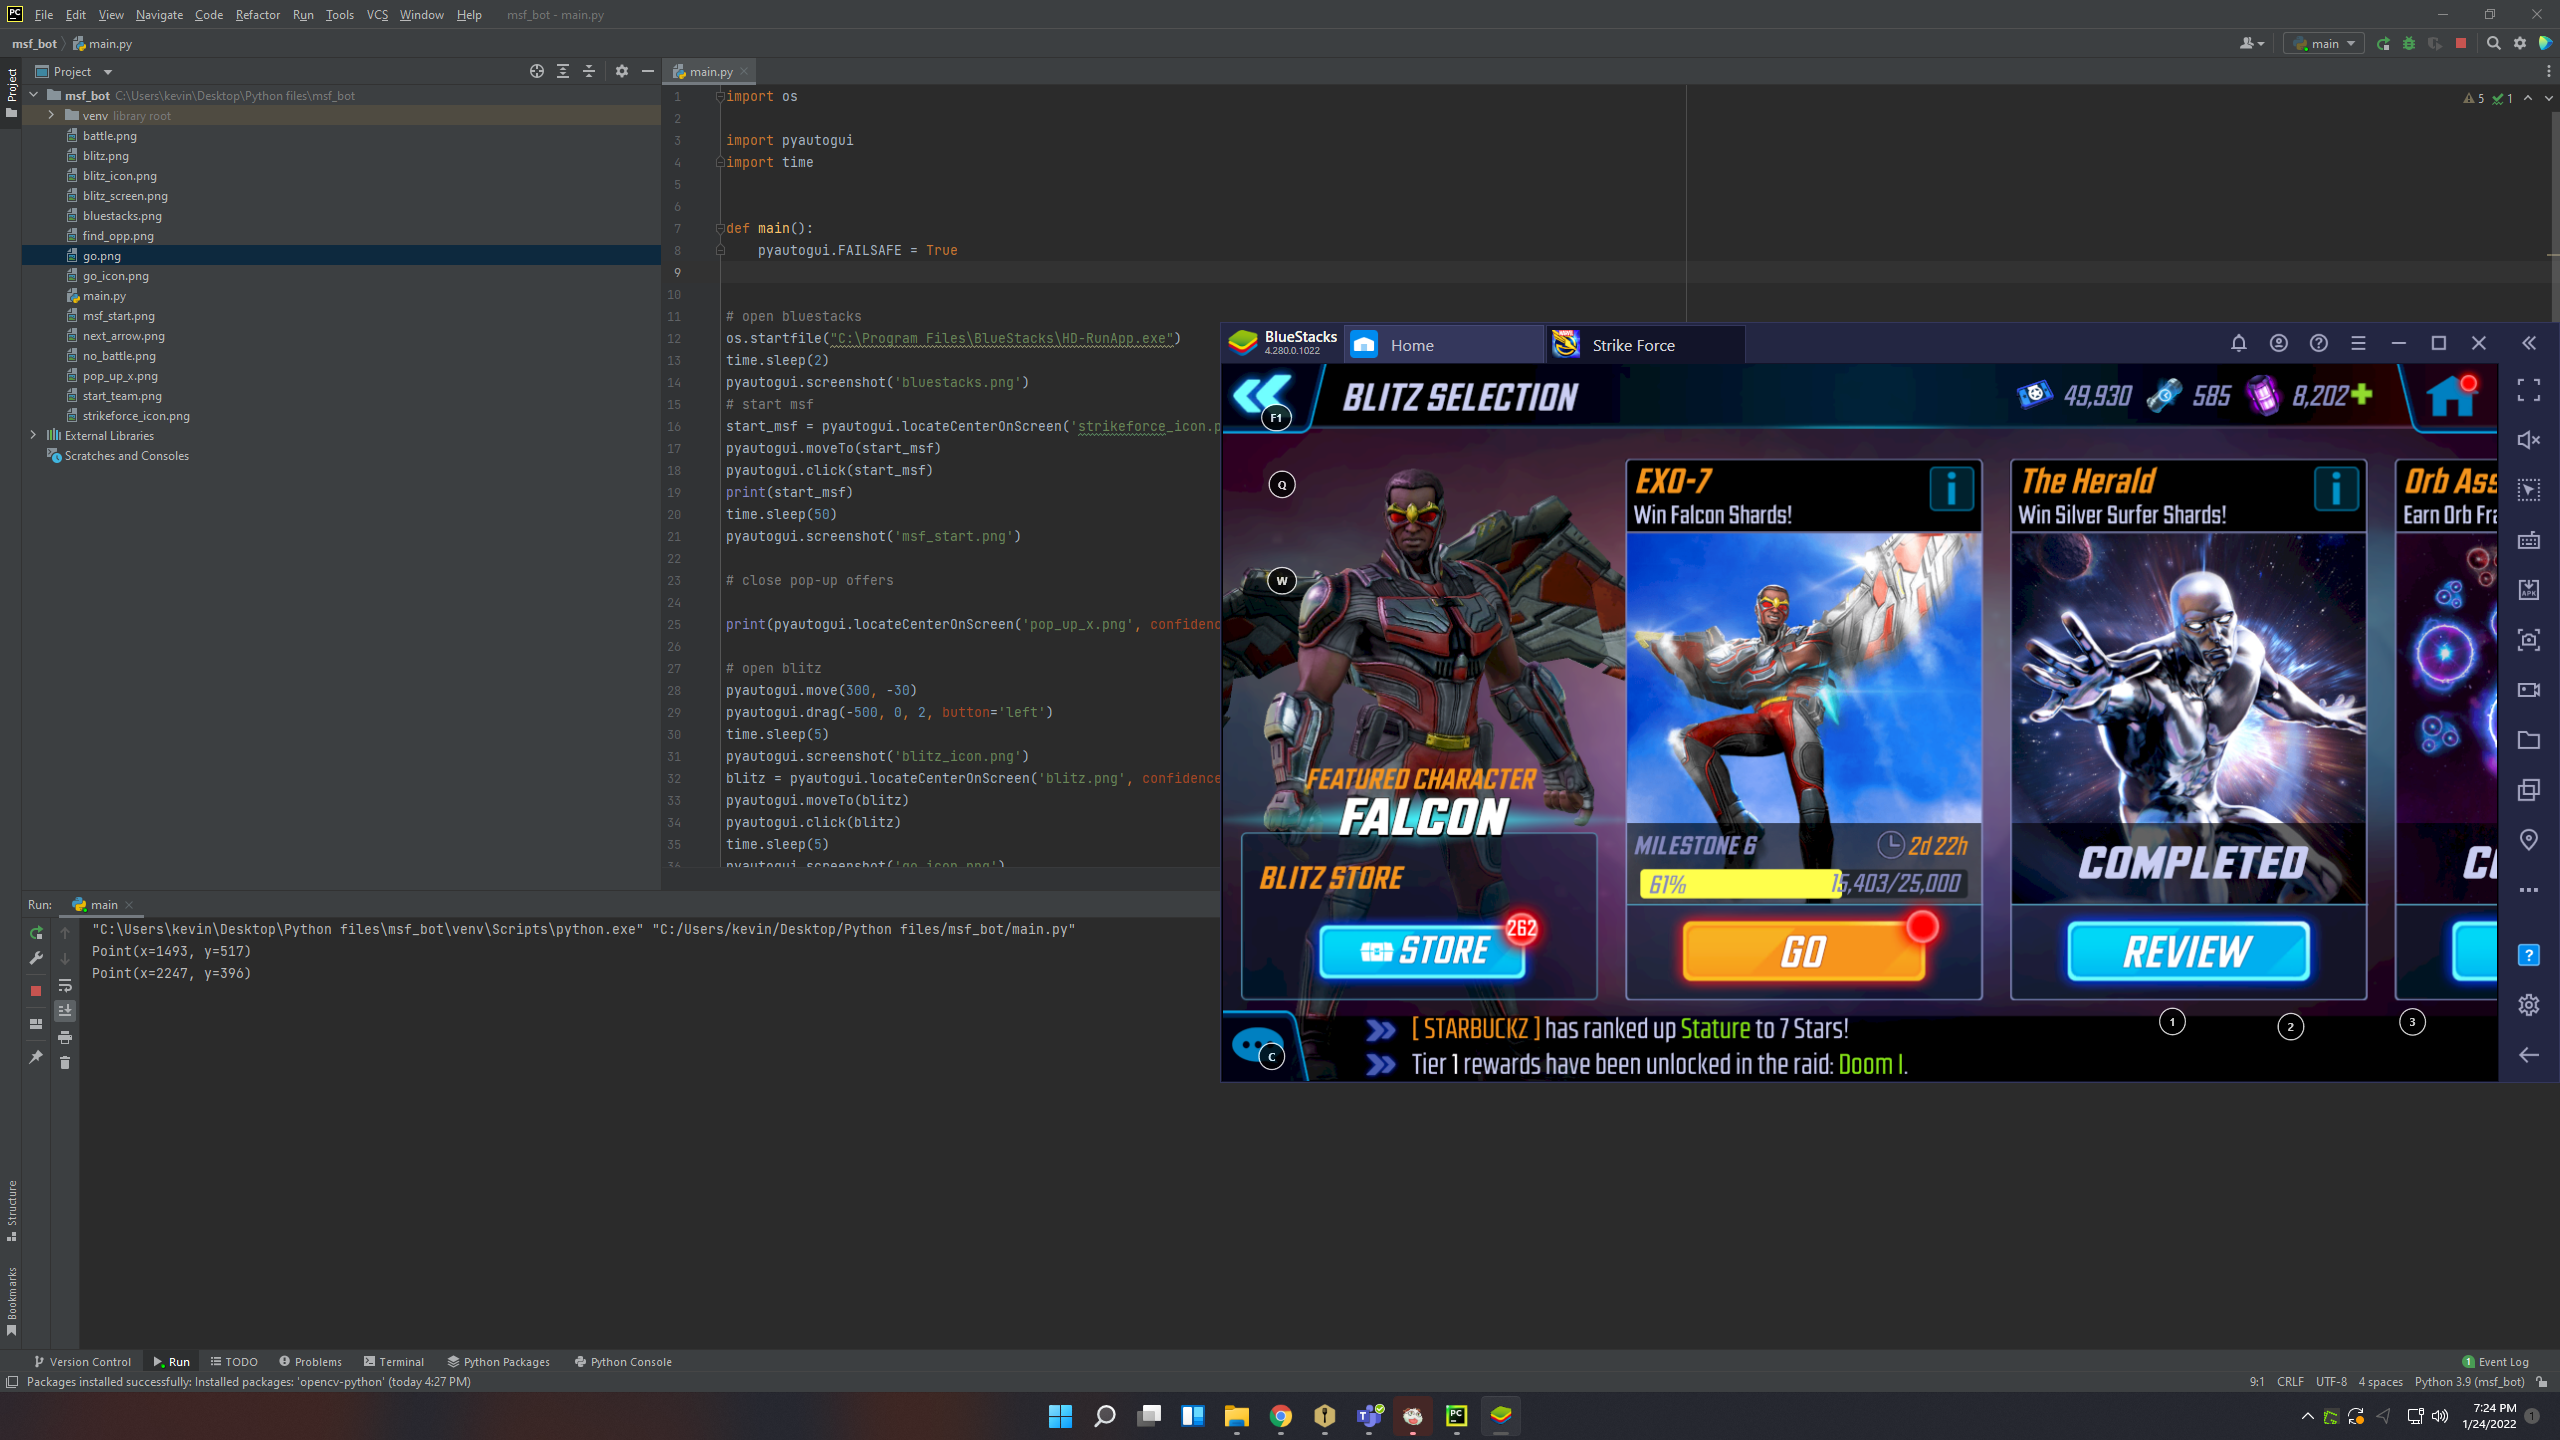 PC File Edit View Navigate Code Refactor Run Tools VCS Window Help msf_bot - main.py
msf_bot main.py
main
Project
Project
main.py
msf_bot C:\Users\kevin\Desktop\Python files\msf_bot
venv library root
battle.png
blitz.png
blitz_icon.png
blitz_screen.png
bluestacks.png
find_opp.png
go.png
go_icon.png
main.py
msf_start.png
next_arrow.png
no_battle.png
pop_up_x.png
start_team.png
strikeforce_icon.png
External Libraries
Scratches and Consoles
5 1
1 import os
2
3 import pyautogui
4 import time
5
6
7 def main():
8 pyautogui.FAILSAFE = True
9
10
11 # open bluestacks
12 os.startfile("C:\Program Files\BlueStacks\HD-RunApp.exe")
13 time.sleep(2)
14 pyautogui.screenshot('bluestacks.png')
15 # start msf
16 start_msf = pyautogui.locateCenterOnScreen('strikeforce_icon.p
17 pyautogui.moveTo(start_msf)
18 pyautogui.click(start_msf)
19 print(start_msf)
20 time.sleep(50)
21 pyautogui.screenshot('msf_start.png')
22
23 # close pop-up offers
24
25 print(pyautogui.locateCenterOnScreen('pop_up_x.png', confidenc
26
27 # open blitz
28 pyautogui.move(300, -30)
29 pyautogui.drag(-500, 0, 2, button='left')
30 time.sleep(5)
31 pyautogui.screenshot('blitz_icon.png')
32 blitz = pyautogui.locateCenterOnScreen('blitz.png', confidence
33 pyautogui.moveTo(blitz)
34 pyautogui.click(blitz)
35 time.sleep(5)
36 pyautogui.screenshot('go_icon.png')
BlueStacks
4.280.0.1022
Home
Strike Force
F1
BLITZ SELECTION
49,930 585 8,202
Q
W
FEATURED CHARACTER
FALCON
BLITZ STORE
STORE
262
EXO-7
Win Falcon Shards!
MILESTONE 6 2d 22h
61% 15,403/25,000
GO
The Herald
Win Silver Surfer Shards!
COMPLETED
REVIEW
Orb Ass
Earn Orb Fra
APK
1 2 3
C
[ STARBUCKZ ] has ranked up Stature to 7 Stars!
Tier 1 rewards have been unlocked in the raid: Doom I.
Run: main
"C:\Users\kevin\Desktop\Python files\msf_bot\venv\Scripts\python.exe" "C:/Users/kevin/Desktop/Python files/msf_bot/main.py"
Point(x=1493, y=517)
Point(x=2247, y=396)
Structure
Bookmarks
Version Control Run TODO Problems Terminal Python Packages Python Console
1 Event Log
Packages installed successfully: Installed packages: 'opencv-python' (today 4:27 PM)
9:1 CRLF UTF-8 4 spaces Python 3.9 (msf_bot)
PC
7:24 PM
1/24/2022
1